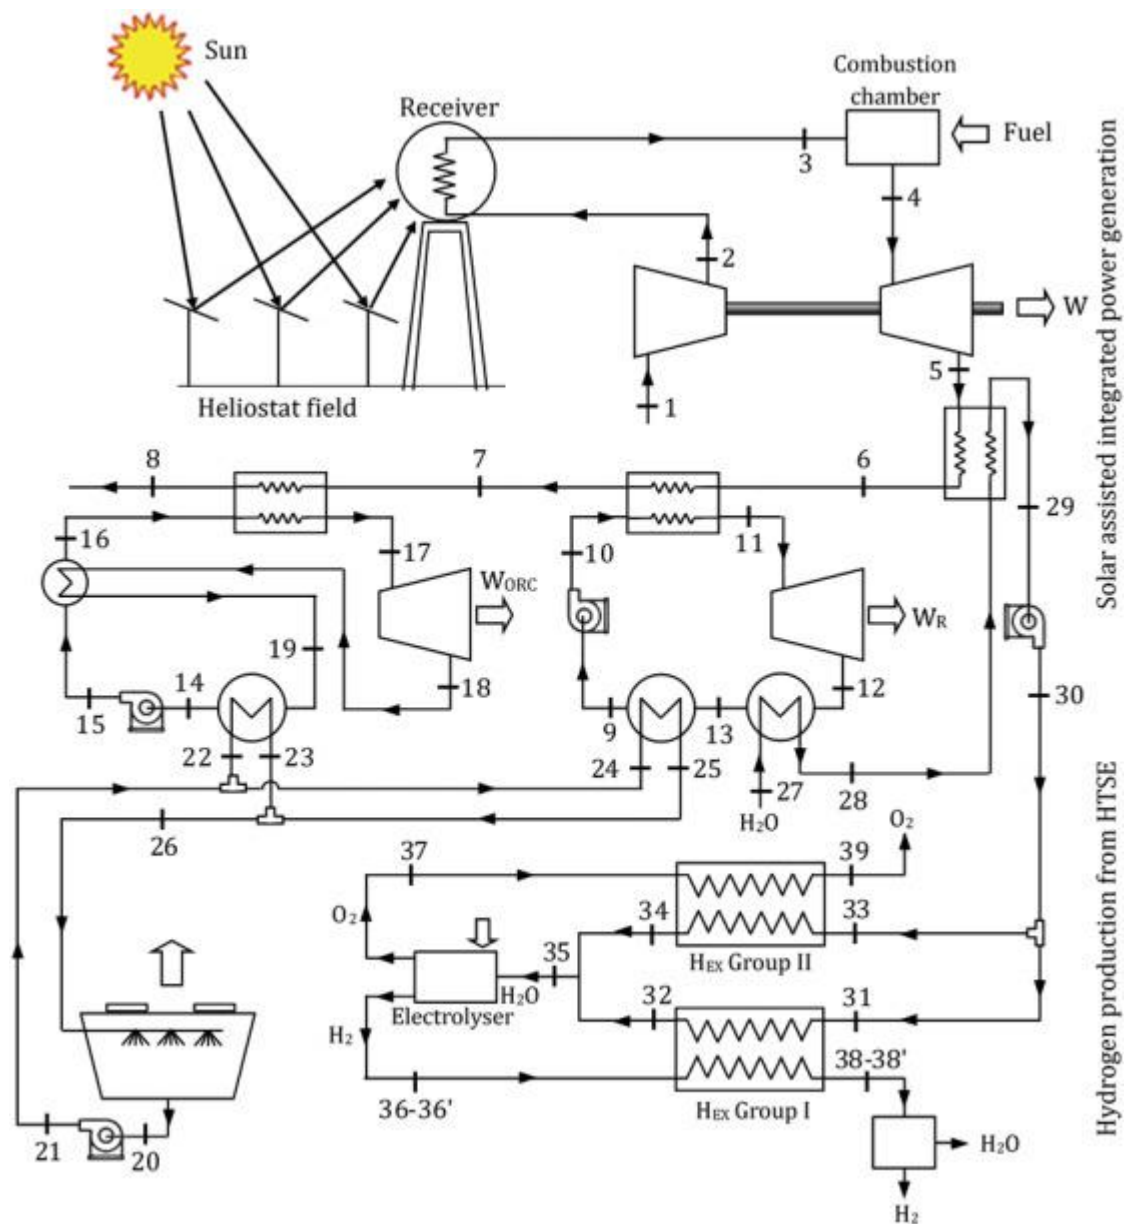 Sun
Receiver
Combustion
chamber
Fuel
3
4
2
W
5
1
Heliostat field
Solar assisted integrated power generation
8
7
6
29
16
17
10
11
WORC
WR
19
18
12
15
14
9
13
30
22
23
24
25
27
28
H2O
26
O2
37
39
O2
34
33
HEX Group II
35
H2O
Electrolyser
32
31
H2
38-38'
36-36'
HEX Group I
21
20
H2O
H2
Hydrogen production from HTSE